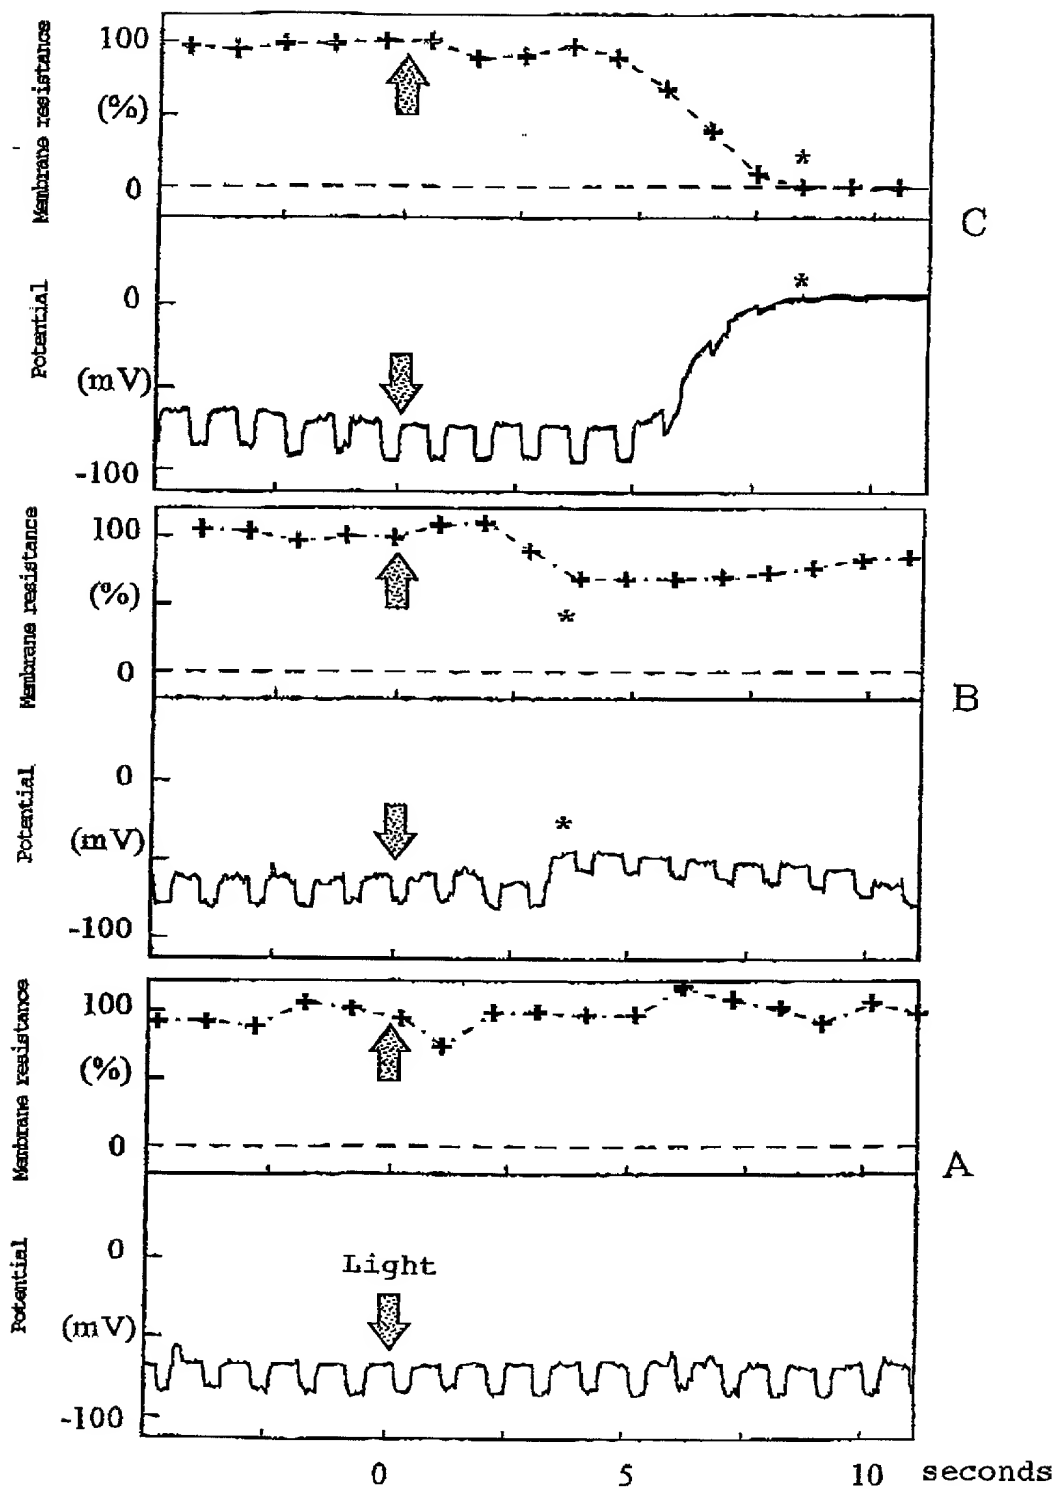 Membrane resistance
100
(%)
0
*
C
Potential
0
*
(mV)
-100
Membrane resistance
100
(%)
*
0
B
Potential
0
*
(mV)
-100
Membrane resistance
100
(%)
0
A
Potential
0
Light
(mV)
-100
0 5 10 seconds